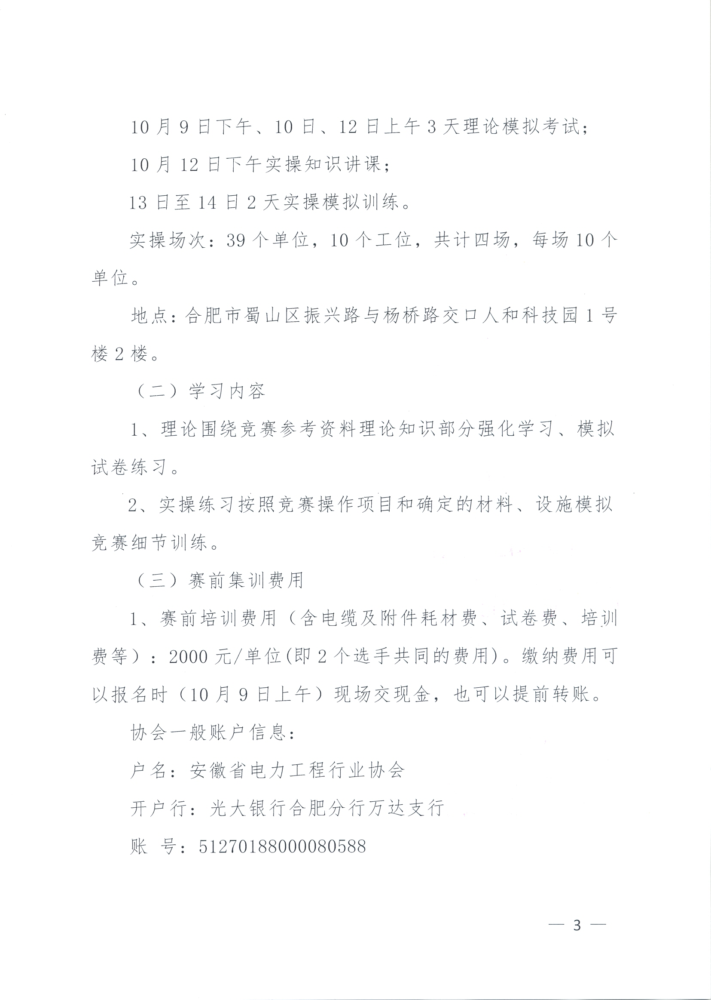 10月9日下午、10日、12日上午3天理论模拟考试；
10月12日下午实操知识讲课；
13日至14日2天实操模拟训练。
实操场次：39个单位，10个工位，共计四场，每场10个
单位。
地点：合肥市蜀山区振兴路与杨桥路交口人和科技园1号
楼2楼。
（二）学习内容
1、理论围绕竞赛参考资料理论知识部分强化学习、模拟
试卷练习。
2、实操练习按照竞赛操作项目和确定的材料、设施模拟
竞赛细节训练。
（三）赛前集训费用
1、赛前培训费用（含电缆及附件耗材费、试卷费、培训
费等）：2000元/单位(即2个选手共同的费用)。缴纳费用可
以报名时（10月9日上午）现场交现金，也可以提前转账。
协会一般账户信息：
户名：安徽省电力工程行业协会
开户行：光大银行合肥分行万达支行
账 号：51270188000080588
— 3 —